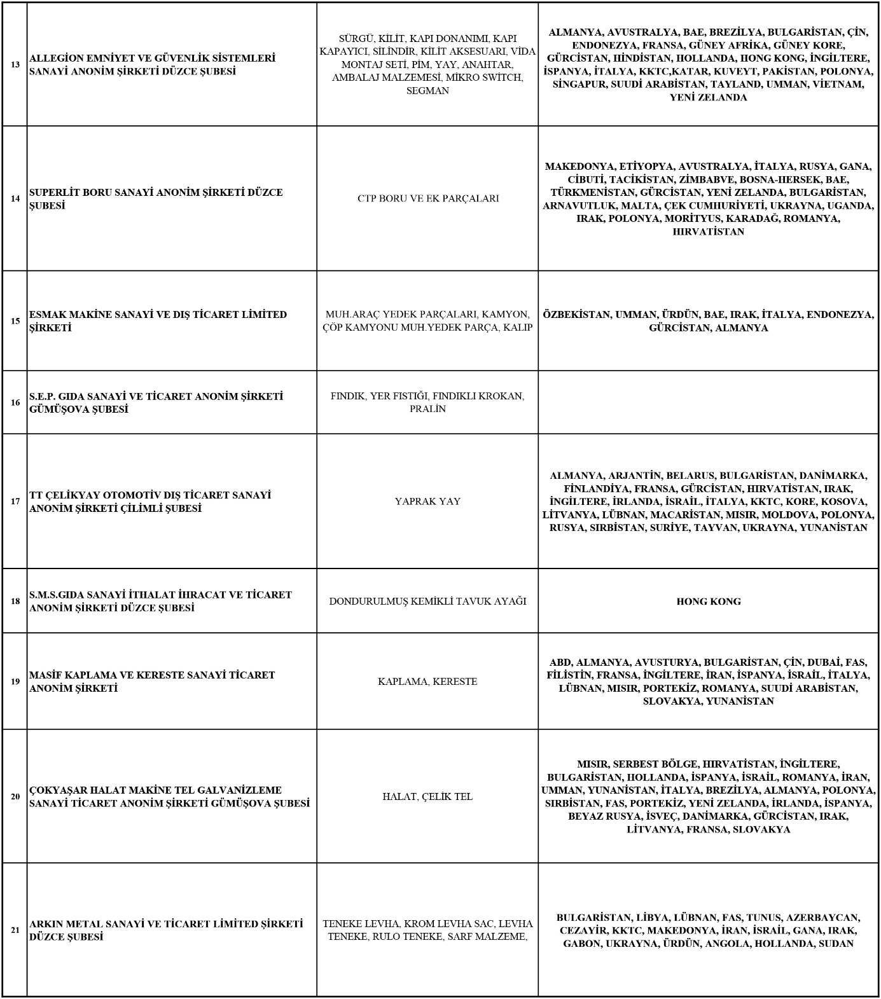 13
ALLEGİON EMNİYET VE GÜVENLİK SİSTEMLERİ
SANAYİ ANONİM ŞİRKETİ DÜZCE ŞUBESİ
SÜRGÜ, KİLİT, KAPI DONANIMI, KAPI
KAPAYICI, SİLİNDİR, KİLİT AKSESUARI, VİDA
MONTAJ SETİ, PİM, YAY, ANAHTAR,
AMBALAJ MALZEMESİ, MİKRO SWITCH,
SEGMAN
ALMANYA, AVUSTRALYA, BAE, BREZİLYA, BULGARİSTAN, ÇİN,
ENDONEZYA, FRANSA, GÜNEY AFRİKA, GÜNEY KORE,
GÜRCİSTAN, HİNDİSTAN, HOLLANDA, HONG KONG, İNGİLTERE,
İSPANYA, İTALYA, KKTC,KATAR, KUVEYT, PAKİSTAN, POLONYA,
SİNGAPUR, SUUDİ ARABİSTAN, TAYLAND, UMMAN, VİETNAM,
YENİ ZELANDA
14
SUPERLİT BORU SANAYİ ANONİM ŞİRKETİ DÜZCE
ŞUBESİ
CTP BORU VE EK PARÇALARI
MAKEDONYA, ETİYOPYA, AVUSTRALYA, İTALYA, RUSYA, GANA,
CİBUTİ, TACİKİSTAN, ZİMBABVE, BOSNA-HERSEK, BAE,
TÜRKMENİSTAN, GÜRCİSTAN, YENİ ZELANDA, BULGARİSTAN,
ARNAVUTLUK, MALTA, ÇEK CUMHURİYETİ, UKRAYNA, UGANDA,
IRAK, POLONYA, MORİTYUS, KARADAĞ, ROMANYA,
HIRVATİSTAN
15
ESMAK MAKİNE SANAYİ VE DIŞ TİCARET LİMİTED
ŞİRKETİ
MUH.ARAÇ YEDEK PARÇALARI, KAMYON,
ÇÖP KAMYONU MUH.YEDEK PARÇA, KALIP
ÖZBEKİSTAN, UMMAN, ÜRDÜN, BAE, IRAK, İTALYA, ENDONEZYA,
GÜRCİSTAN, ALMANYA
16
S.E.P. GIDA SANAYİ VE TİCARET ANONİM ŞİRKETİ
GÜMÜŞOVA ŞUBESİ
FINDIK, YER FISTIĞI, FINDIKLI KROKAN,
PRALİN
17
TT ÇELİKYAY OTOMOTİV DIŞ TİCARET SANAYİ
ANONİM ŞİRKETİ ÇİLİMLİ ŞUBESİ
YAPRAK YAY
ALMANYA, ARJANTİN, BELARUS, BULGARİSTAN, DANİMARKA,
FİNLANDİYA, FRANSA, GÜRCİSTAN, HIRVATİSTAN, IRAK,
İNGİLTERE, İRLANDA, İSRAİL, İTALYA, KKTC, KORE, KOSOVA,
LİTVANYA, LÜBNAN, MACARİSTAN, MISIR, MOLDOVA, POLONYA,
RUSYA, SIRBİSTAN, SURİYE, TAYVAN, UKRAYNA, YUNANİSTAN
18
S.M.S.GIDA SANAYİ İTHALAT İHRACAT VE TİCARET
ANONİM ŞİRKETİ DÜZCE ŞUBESİ
DONDURULMUŞ KEMİKLİ TAVUK AYAĞI
HONG KONG
19
MASİF KAPLAMA VE KERESTE SANAYİ TİCARET
ANONİM ŞİRKETİ
KAPLAMA, KERESTE
ABD, ALMANYA, AVUSTURYA, BULGARİSTAN, ÇİN, DUBAİ, FAS,
FİLİSTİN, FRANSA, İNGİLTERE, İRAN, İSPANYA, İSRAİL, İTALYA,
LÜBNAN, MISIR, PORTEKİZ, ROMANYA, SUUDİ ARABİSTAN,
SLOVAKYA, YUNANİSTAN
20
ÇOKYAŞAR HALAT MAKİNE TEL GALVANİZLEME
SANAYİ TİCARET ANONİM ŞİRKETİ GÜMÜŞOVA ŞUBESİ
HALAT, ÇELİK TEL
MISIR, SERBEST BÖLGE, HIRVATİSTAN, İNGİLTERE,
BULGARİSTAN, HOLLANDA, İSPANYA, İSRAİL, ROMANYA, İRAN,
UMMAN, YUNANİSTAN, İTALYA, BREZİLYA, ALMANYA, POLONYA,
SIRBİSTAN, FAS, PORTEKİZ, YENİ ZELANDA, İRLANDA, İSPANYA,
BEYAZ RUSYA, İSVEÇ, DANİMARKA, GÜRCİSTAN, IRAK,
LİTVANYA, FRANSA, SLOVAKYA
21
ARKIN METAL SANAYİ VE TİCARET LİMİTED ŞİRKETİ
DÜZCE ŞUBESİ
TENEKE LEVHA, KROM LEVHA SAC, LEVHA
TENEKE, RULO TENEKE, SARF MALZEME,
BULGARİSTAN, LİBYA, LÜBNAN, FAS, TUNUS, AZERBAYCAN,
CEZAYİR, KKTC, MAKEDONYA, İRAN, İSRAİL, GANA, IRAK,
GABON, UKRAYNA, ÜRDÜN, ANGOLA, HOLLANDA, SUDAN